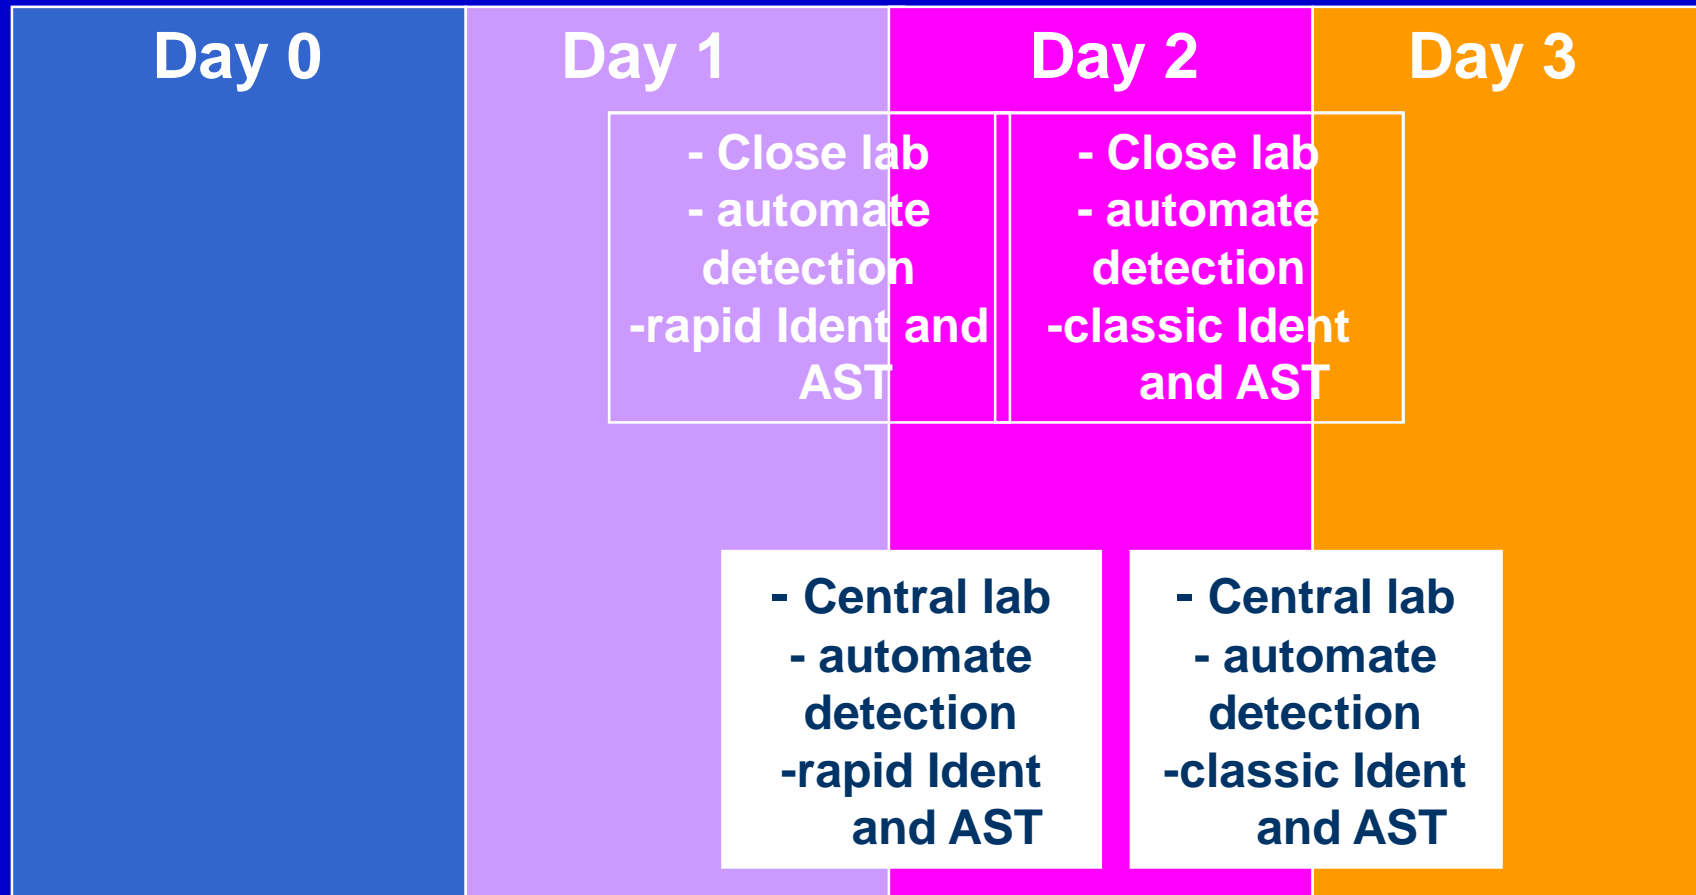 Day 0
Day 1
Day 2
Day 3
- Close lab
- automate
detection
-rapid Ident and
AST
- Close lab
- automate
detection
-classic Ident
and AST
- Central lab
- automate
detection
-rapid Ident
and AST
- Central lab
- automate
detection
-classic Ident
and AST